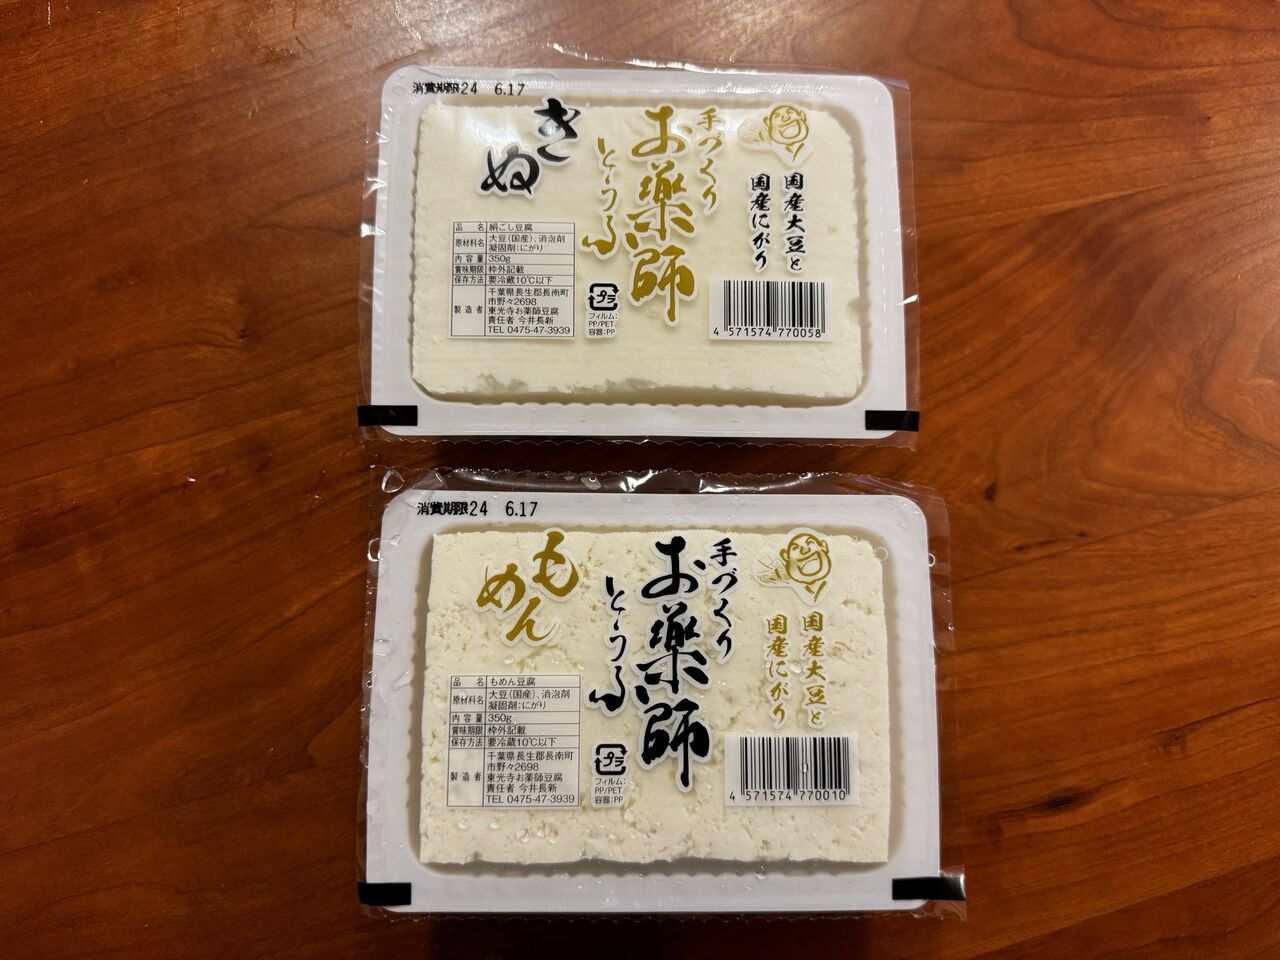 消費期限24 6.17
きぬ
手づくり
お薬師
とうふ
国産大豆と
国産にがり
品名 絹ごし豆腐
原材料名 大豆(国産)、消泡剤
凝固剤:にがり
内容量 350g
賞味期限 枠外記載
保存方法 要冷蔵10℃以下
製造者 千葉県長生郡長南町
市野々2698
東光寺お薬師豆腐
責任者 今井長新
TEL 0475-47-3939
プラ
フィルム:
PP/PET
容器:PP
4 571574 770058
消費期限24 6.17
もめん
手づくり
お薬師
とうふ
国産大豆と
国産にがり
品名 もめん豆腐
原材料名 大豆(国産)、消泡剤
凝固剤:にがり
内容量 350g
賞味期限 枠外記載
保存方法 要冷蔵10℃以下
製造者 千葉県長生郡長南町
市野々2698
東光寺お薬師豆腐
責任者 今井長新
TEL 0475-47-3939
プラ
フィルム:
PP/PET
容器:PP
4 571574 770010